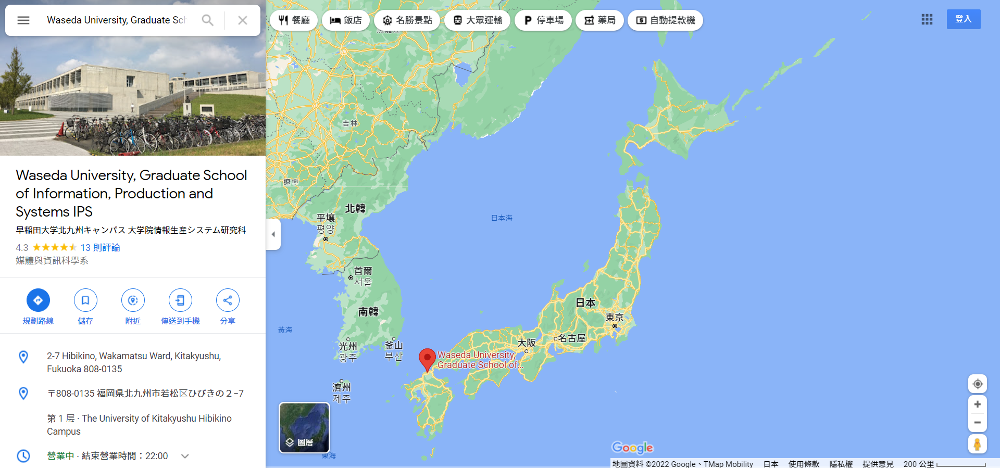 Waseda University, Graduate Sch
餐廳
飯店
名勝景點
大眾運輸
停車場
藥局
自動提款機
登入
Waseda University, Graduate School
of Information, Production and
Systems IPS
早稲田大学北九州キャンパス 大学院情報生産システム研究科
4.3 13 則評論
媒體與資訊科學系
規劃路線
儲存
附近
傳送到手機
分享
2-7 Hibikino, Wakamatsu Ward, Kitakyushu,
Fukuoka 808-0135
〒808-0135 福岡県北九州市若松区ひびきの２−7
第 1 层 · The University of Kitakyushu Hibikino
Campus
營業中 · 結束營業時間：22:00
黑龍江
吉林
遼寧
北韓
平壤
평양
日本海
首爾
서울
南韓
黃海
光州
광주
釜山
부산
濟州
제주
東海
日本
東京
名古屋
大阪
Waseda University,
Graduate School of...
圖層
Google
地圖資料 ©2022 Google、TMap Mobility 日本 使用條款 隱私權 提供意見 200 公里